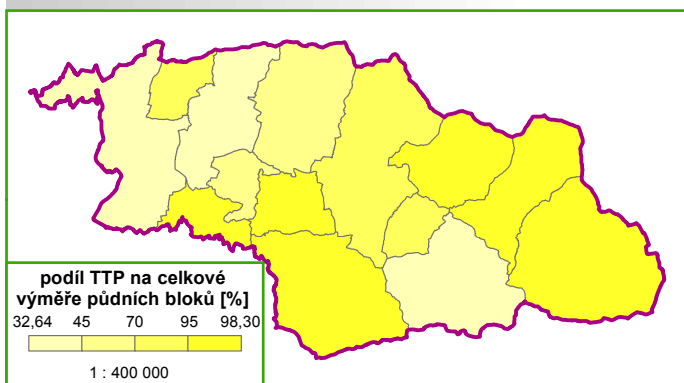 podíl TTP na celkové
výměře půdních bloků [%]
32,64 45 70 95 98,30
1 : 400 000